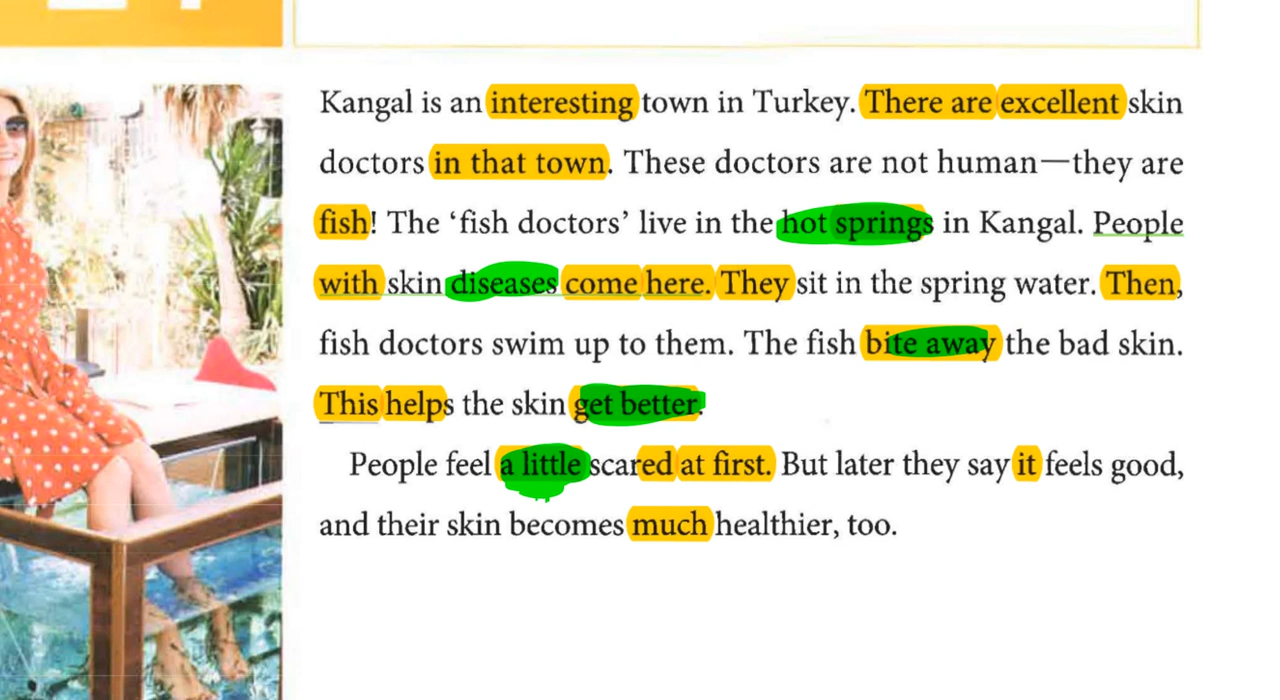 Kangal is an interesting town in Turkey. There are excellent skin
doctors in that town. These doctors are not human—they are
fish! The ‘fish doctors’ live in the hot springs in Kangal. People
with skin diseases come here. They sit in the spring water. Then,
fish doctors swim up to them. The fish bite away the bad skin.
This helps the skin get better.
People feel a little scared at first. But later they say it feels good,
and their skin becomes much healthier, too.